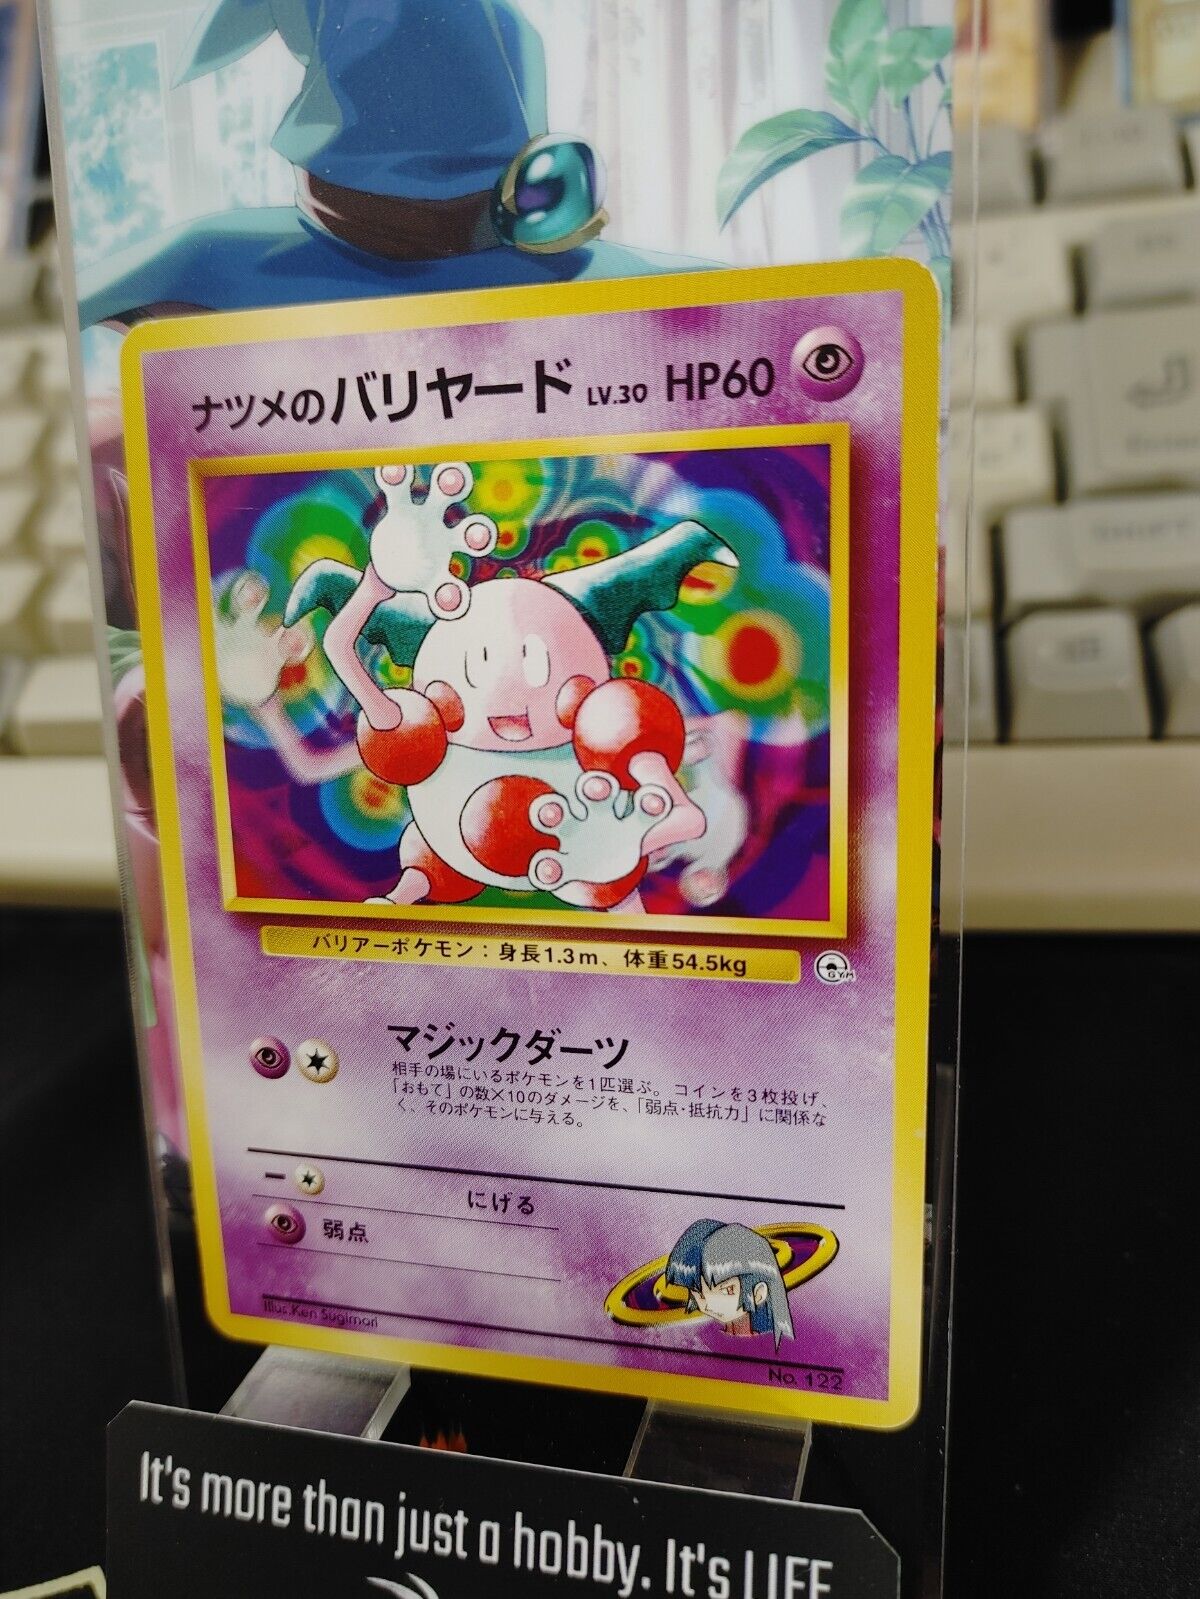 ナツメのバリヤード LV.30 HP60
バリアーポケモン：身長1.3m、体重54.5kg
GYM
マジックダーツ
相手の場にいるポケモンを1匹選ぶ。コインを3枚投げ、
「おもて」の数×10のダメージを、「弱点・抵抗力」に関係な
く、そのポケモンに与える。
ー
にげる
弱点
Illus.Ken Sugimori
No. 122
It's more than just a hobby. It's LIFE